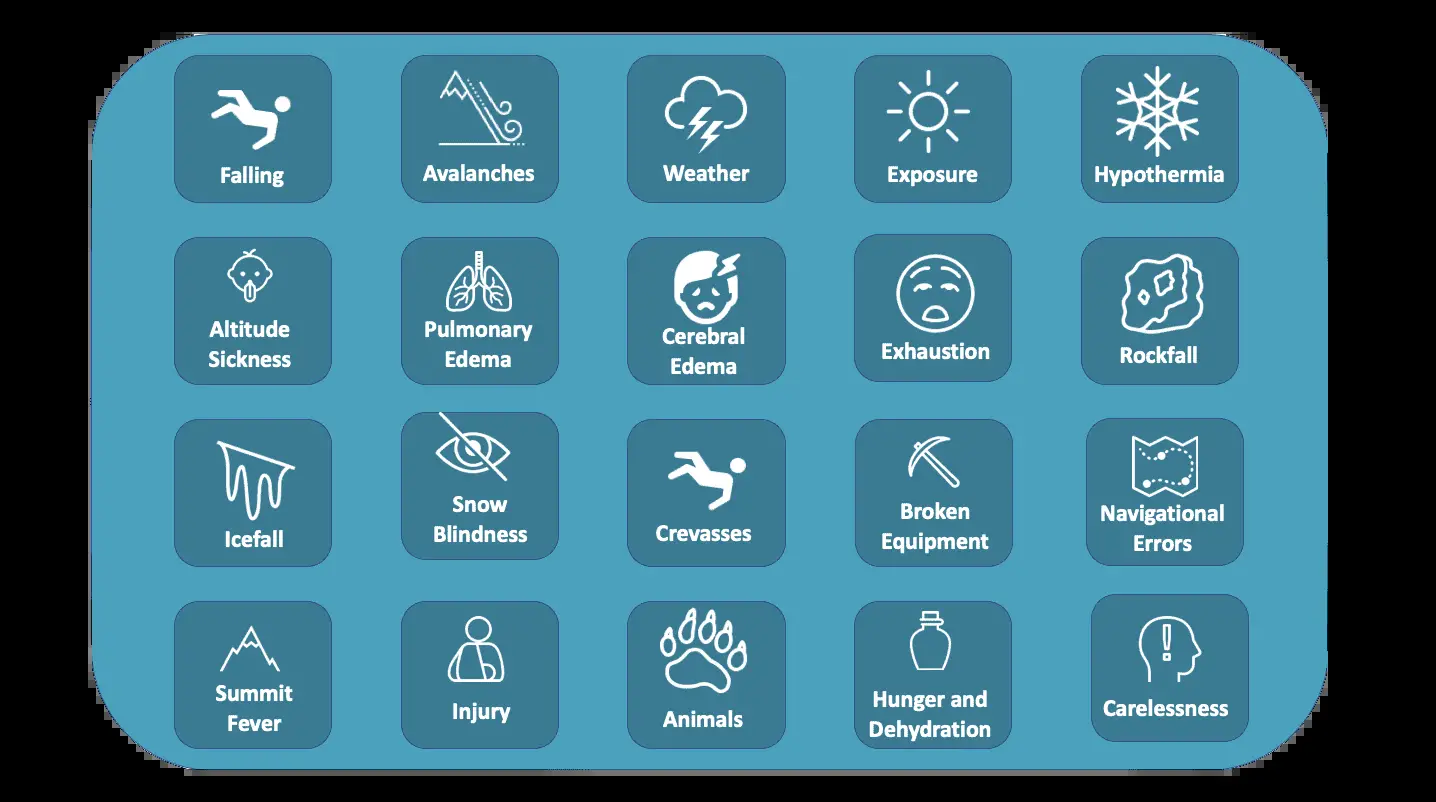 Falling
Avalanches
Weather
Exposure
Hypothermia
Altitude
Sickness
Pulmonary
Edema
Cerebral
Edema
Exhaustion
Rockfall
Icefall
Snow
Blindness
Crevasses
Broken
Equipment
Navigational
Errors
Summit
Fever
Injury
Animals
Hunger and
Dehydration
Carelessness